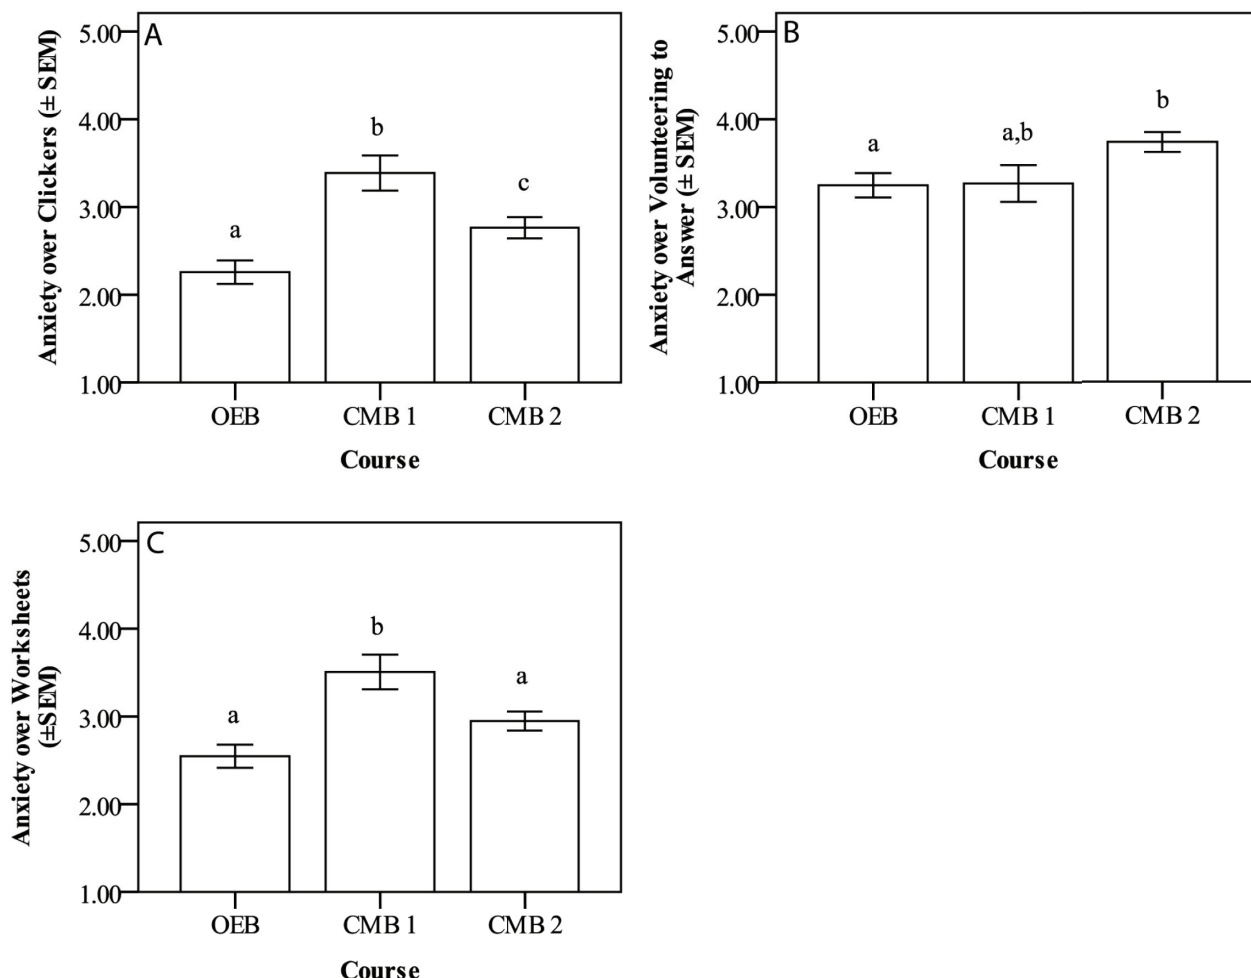 A
Anxiety over Clickers (± SEM)
5.00
4.00
3.00
2.00
1.00
a
b
c
OEB
CMB 1
CMB 2
Course
B
Anxiety over Volunteering to
Answer (± SEM)
5.00
4.00
3.00
2.00
1.00
a
a,b
b
OEB
CMB 1
CMB 2
Course
C
Anxiety over Worksheets
(±SEM)
5.00
4.00
3.00
2.00
1.00
a
b
a
OEB
CMB 1
CMB 2
Course